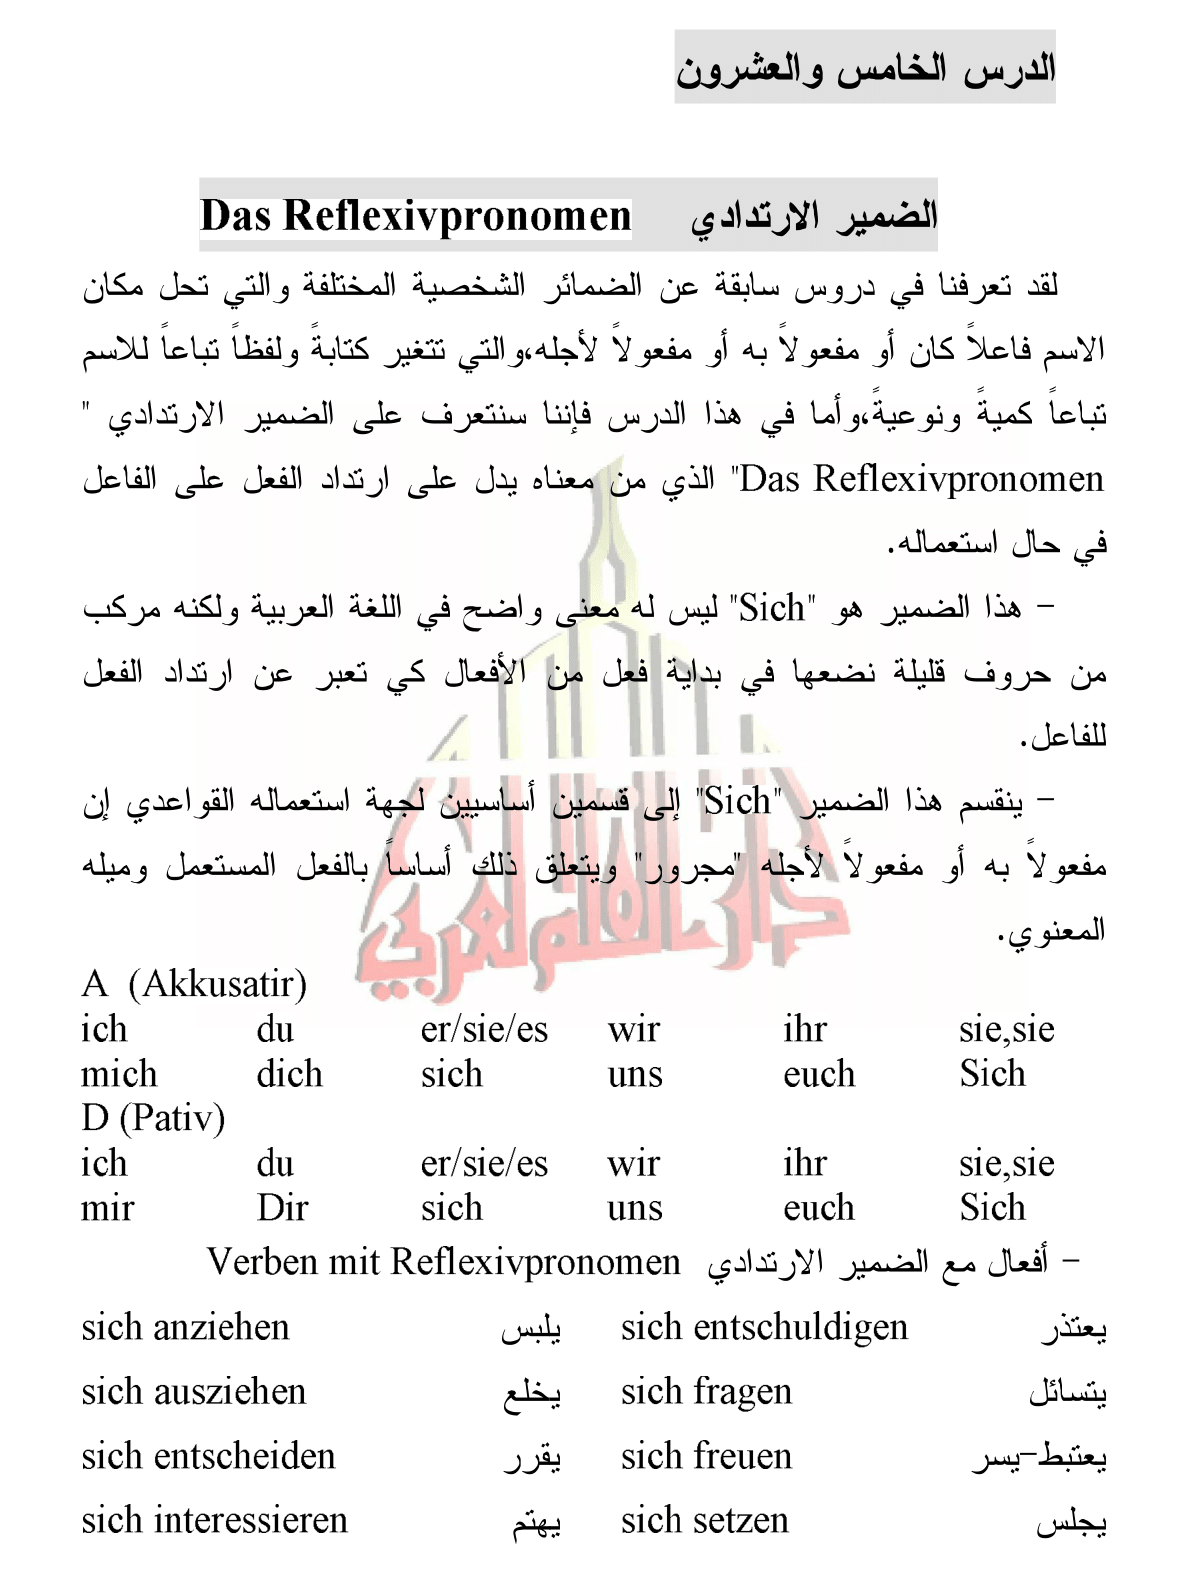 الدرس الخامس والعشرون
الضمير الارتدادي Das Reflexivpronomen
لقد تعرفنا في دروس سابقة عن الضمائر الشخصية المختلفة والتي تحل مكان
الاسم فاعلاً كان أو مفعولاً به أو مفعولاً لأجله،والتي تتغير كتابةً ولفظاً تباعاً للاسم
تباعاً كميةً ونوعيةً،وأما في هذا الدرس فإننا سنتعرف على الضمير الارتدادي "
Das Reflexivpronomen" الذي من معناه يدل على ارتداد الفعل على الفاعل
في حال استعماله.
- هذا الضمير هو "Sich" ليس له معنى واضح في اللغة العربية ولكنه مركب
من حروف قليلة نضعها في بداية فعل من الأفعال كي تعبر عن ارتداد الفعل
للفاعل.
- ينقسم هذا الضمير "Sich" إلى قسمين أساسيين لجهة استعماله القواعدي إن
مفعولاً به أو مفعولاً لأجله "مجرور" ويتعلق ذلك أساساً بالفعل المستعمل وميله
المعنوي.
دار القلم العربي
A (Akkusatir)
ich du er/sie/es wir ihr sie,sie
mich dich sich uns euch Sich
D (Pativ)
ich du er/sie/es wir ihr sie,sie
mir Dir sich uns euch Sich
- أفعال مع الضمير الارتدادي Verben mit Reflexivpronomen
sich anziehen يلبس sich entschuldigen يعتذر
sich ausziehen يخلع sich fragen يتسائل
sich entscheiden يقرر sich freuen يعتبط-يسر
sich interessieren يهتم sich setzen يجلس